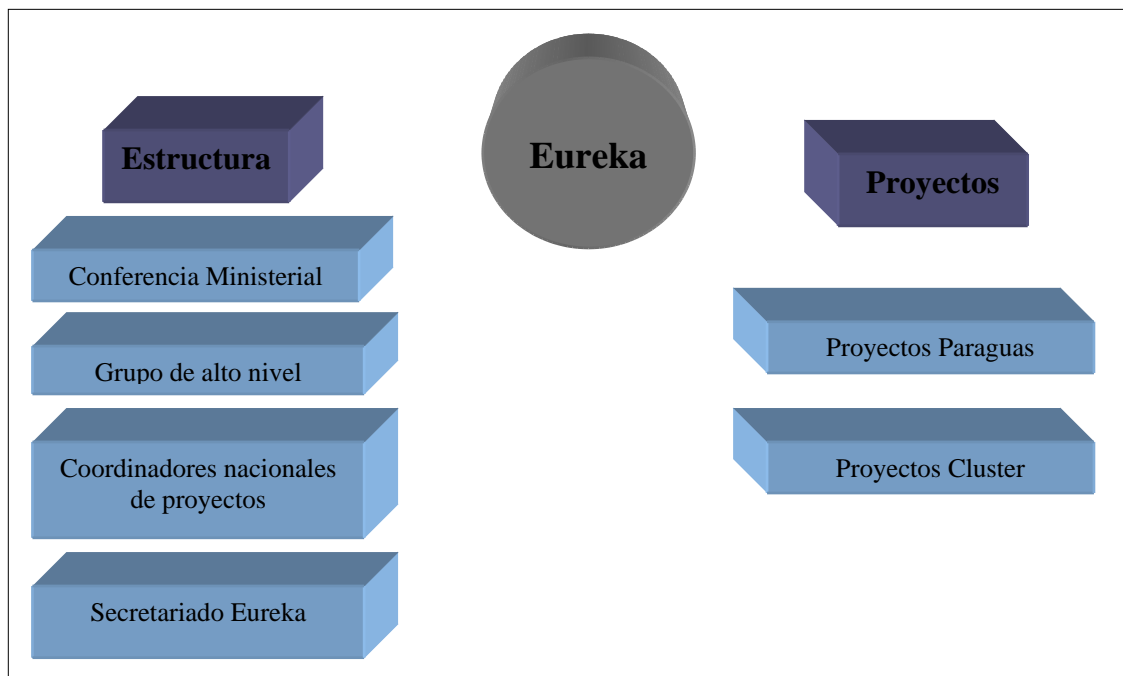 Eureka
Estructura
Conferencia Ministerial
Grupo de alto nivel
Coordinadores nacionales
de proyectos
Secretariado Eureka
Proyectos
Proyectos Paraguas
Proyectos Cluster